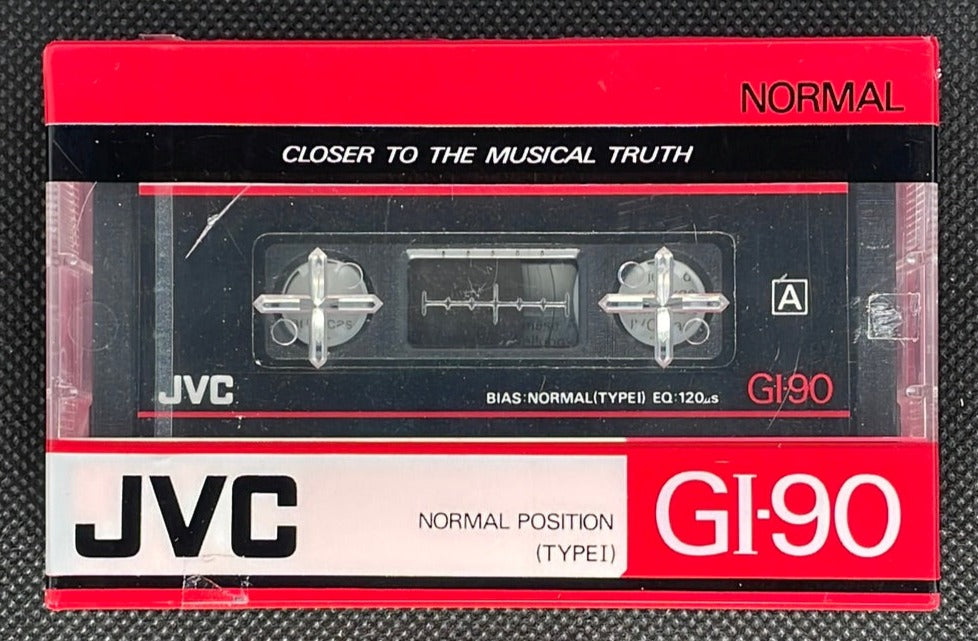 NORMAL
CLOSER TO THE MUSICAL TRUTH
A
JVC
BIAS:NORMAL(TYPEI) EQ:120µs
GI-90
JVC
NORMAL POSITION
(TYPEI)
GI-90